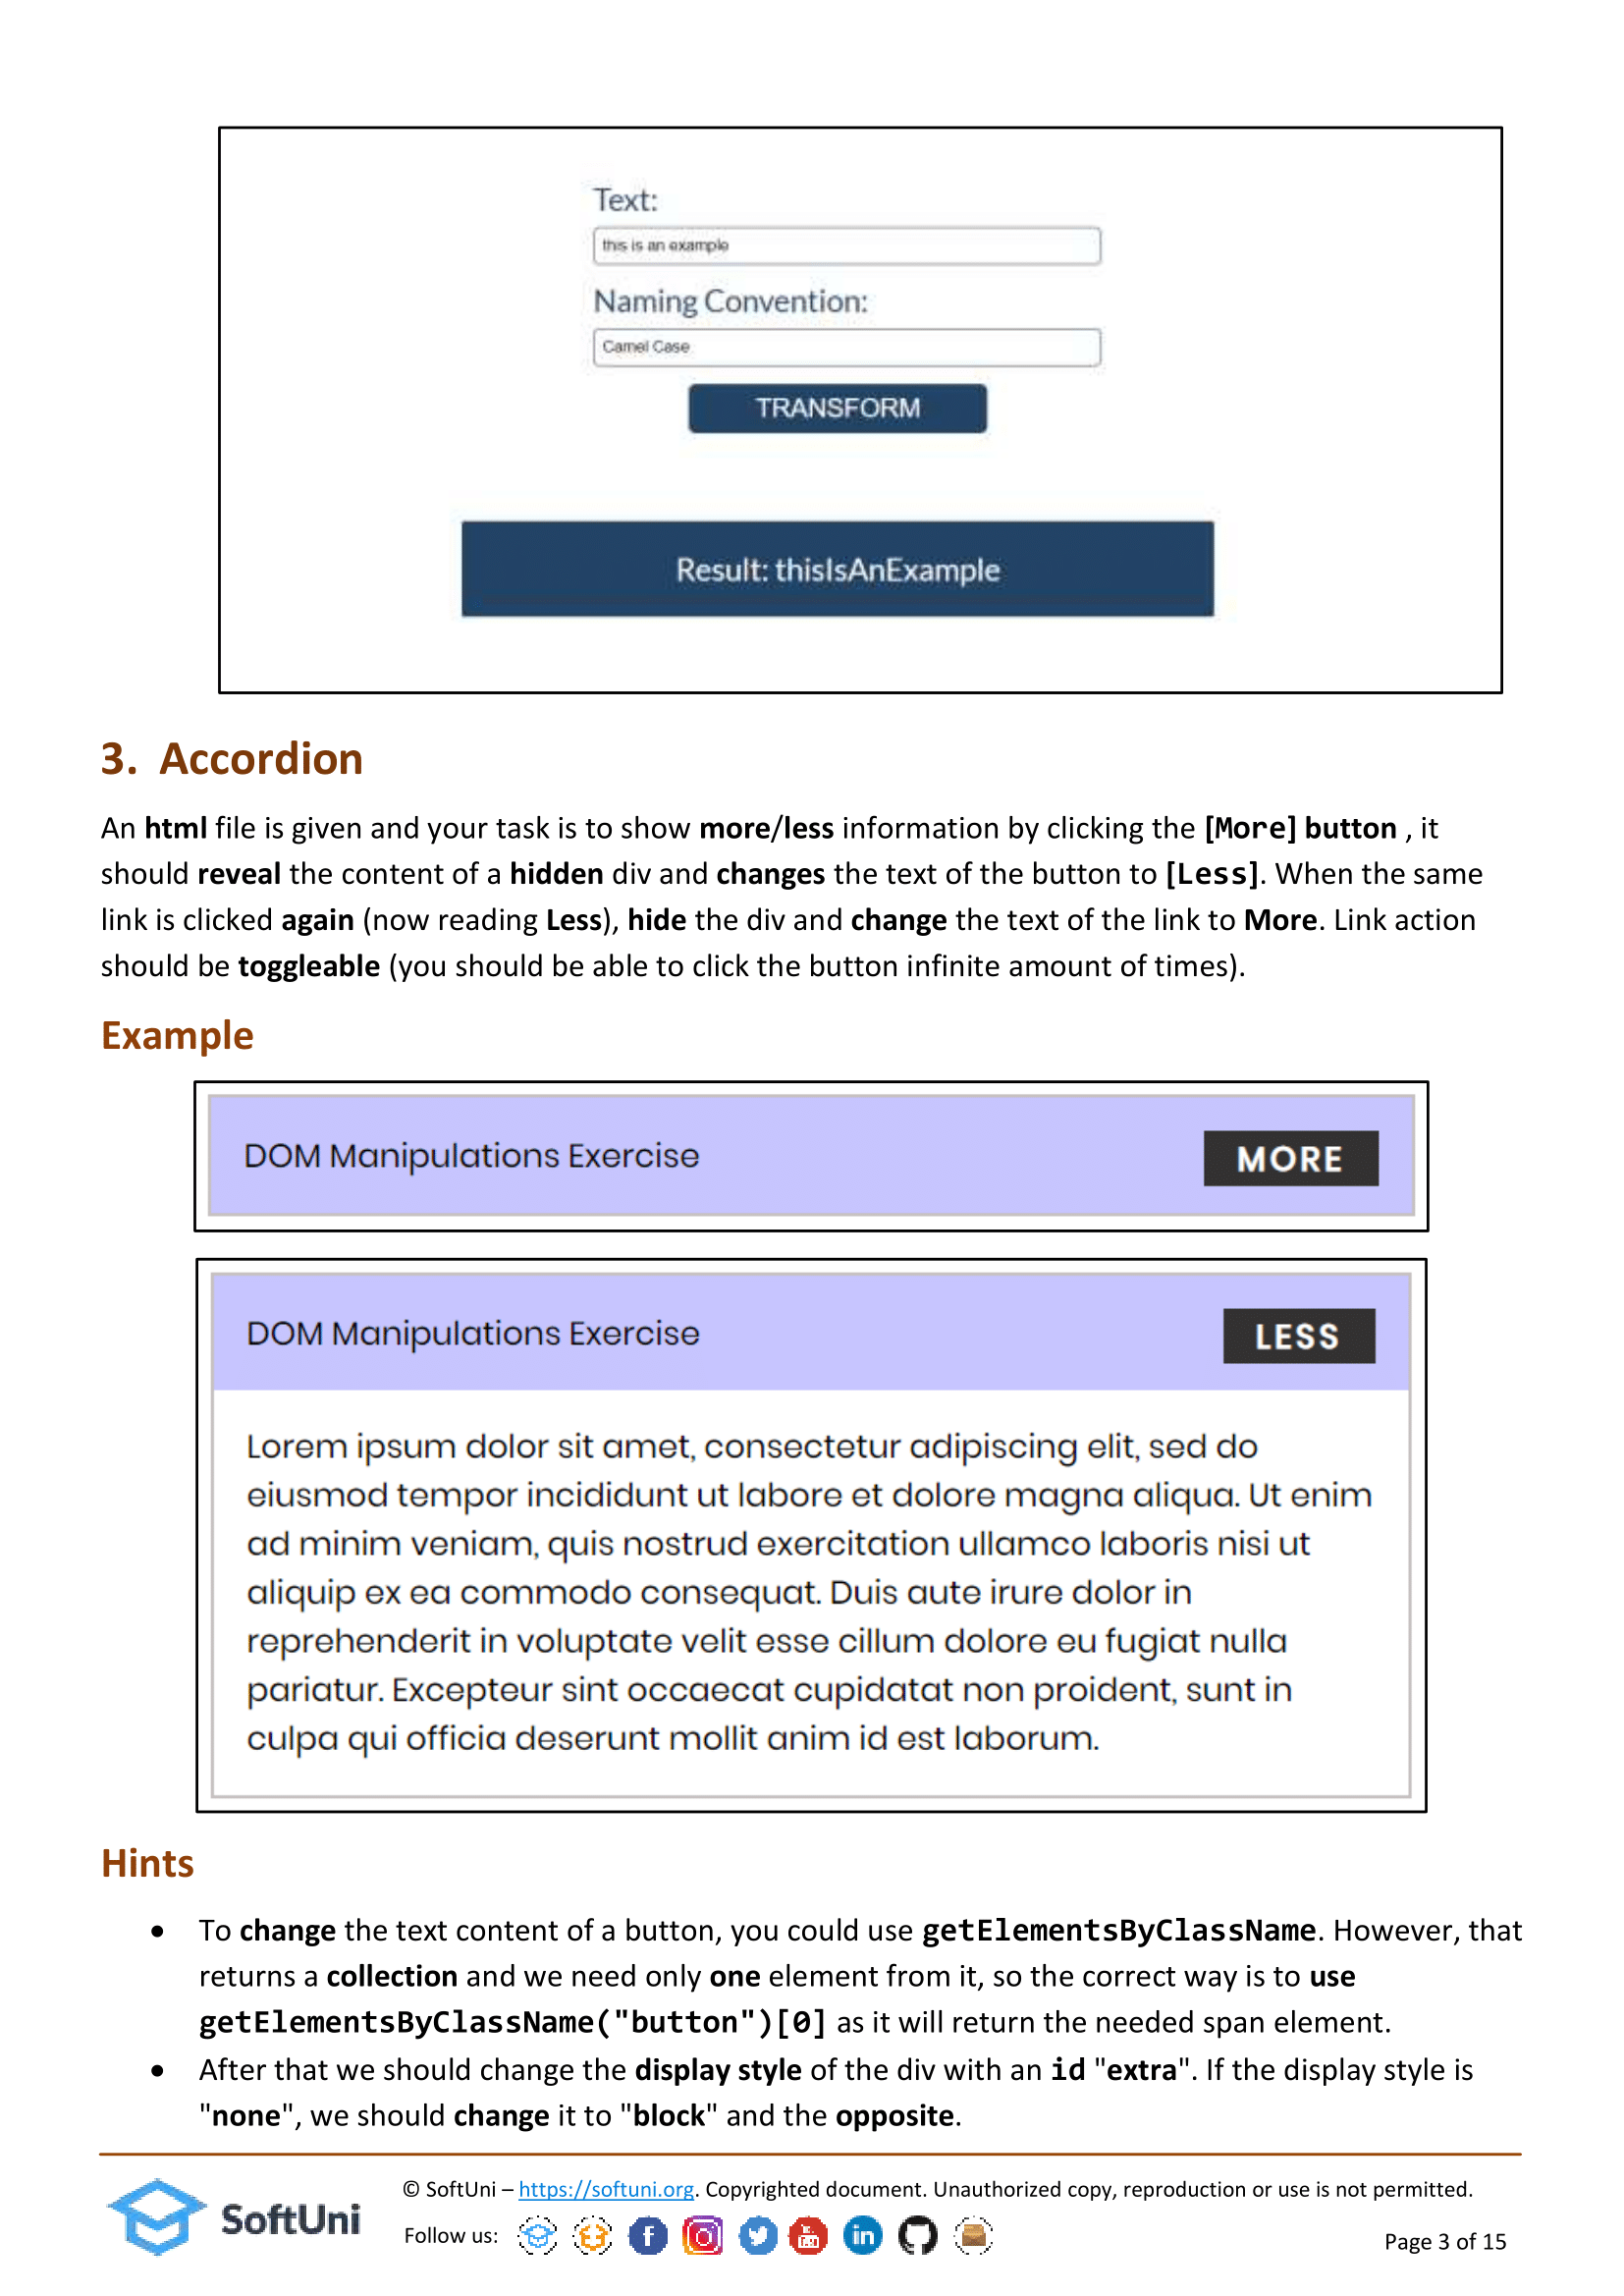 Text:
this is an example
Naming Convention:
Camel Case
TRANSFORM
Result: thisIsAnExample
3. Accordion
An html file is given and your task is to show more/less information by clicking the [More] button , it
should reveal the content of a hidden div and changes the text of the button to [Less]. When the same
link is clicked again (now reading Less), hide the div and change the text of the link to More. Link action
should be toggleable (you should be able to click the button infinite amount of times).
Example
DOM Manipulations Exercise
MORE
DOM Manipulations Exercise
LESS
Lorem ipsum dolor sit amet, consectetur adipiscing elit, sed do
eiusmod tempor incididunt ut labore et dolore magna aliqua. Ut enim
ad minim veniam, quis nostrud exercitation ullamco laboris nisi ut
aliquip ex ea commodo consequat. Duis aute irure dolor in
reprehenderit in voluptate velit esse cillum dolore eu fugiat nulla
pariatur. Excepteur sint occaecat cupidatat non proident, sunt in
culpa qui officia deserunt mollit anim id est laborum.
Hints
• To change the text content of a button, you could use getElementsByClassName. However, that
returns a collection and we need only one element from it, so the correct way is to use
getElementsByClassName("button")[0] as it will return the needed span element.
• After that we should change the display style of the div with an id "extra". If the display style is
"none", we should change it to "block" and the opposite.
SoftUni
© SoftUni – https://softuni.org. Copyrighted document. Unauthorized copy, reproduction or use is not permitted.
Follow us:
Page 3 of 15